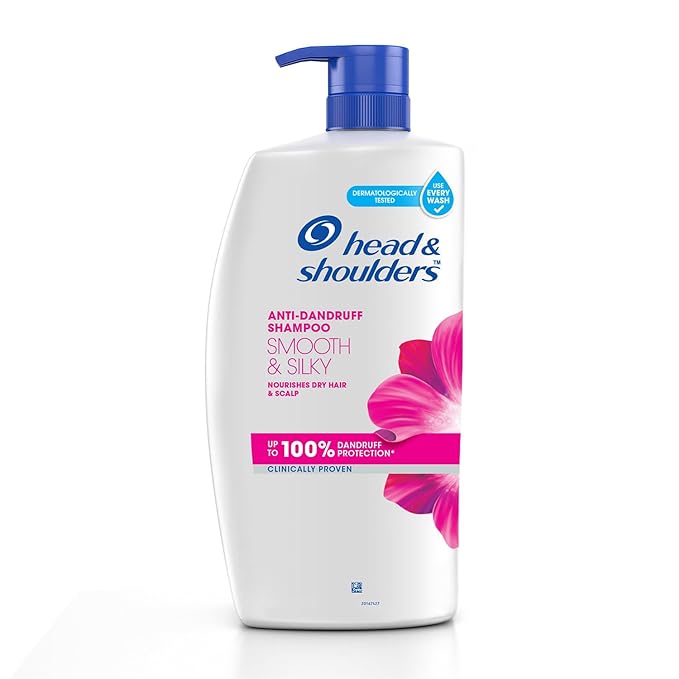 DERMATOLOGICALLY
TESTED
USE
EVERY
WASH
head &
shoulders™
ANTI-DANDRUFF
SHAMPOO
SMOOTH
& SILKY
NOURISHES DRY HAIR
& SCALP
UP TO 100% DANDRUFF PROTECTION*
CLINICALLY PROVEN